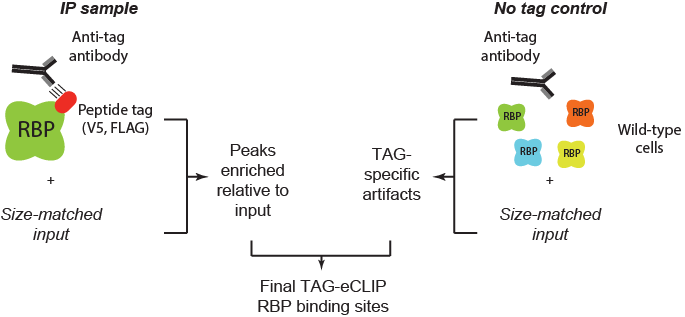 IP sample
Anti-tag
antibody
RBP
Peptide tag
(V5, FLAG)
+
Size-matched
input
Peaks
enriched
relative to
input
No tag control
Anti-tag
antibody
RBP
RBP
RBP
RBP
Wild-type
cells
+
Size-matched
input
TAG-
specific
artifacts
Final TAG-eCLIP
RBP binding sites